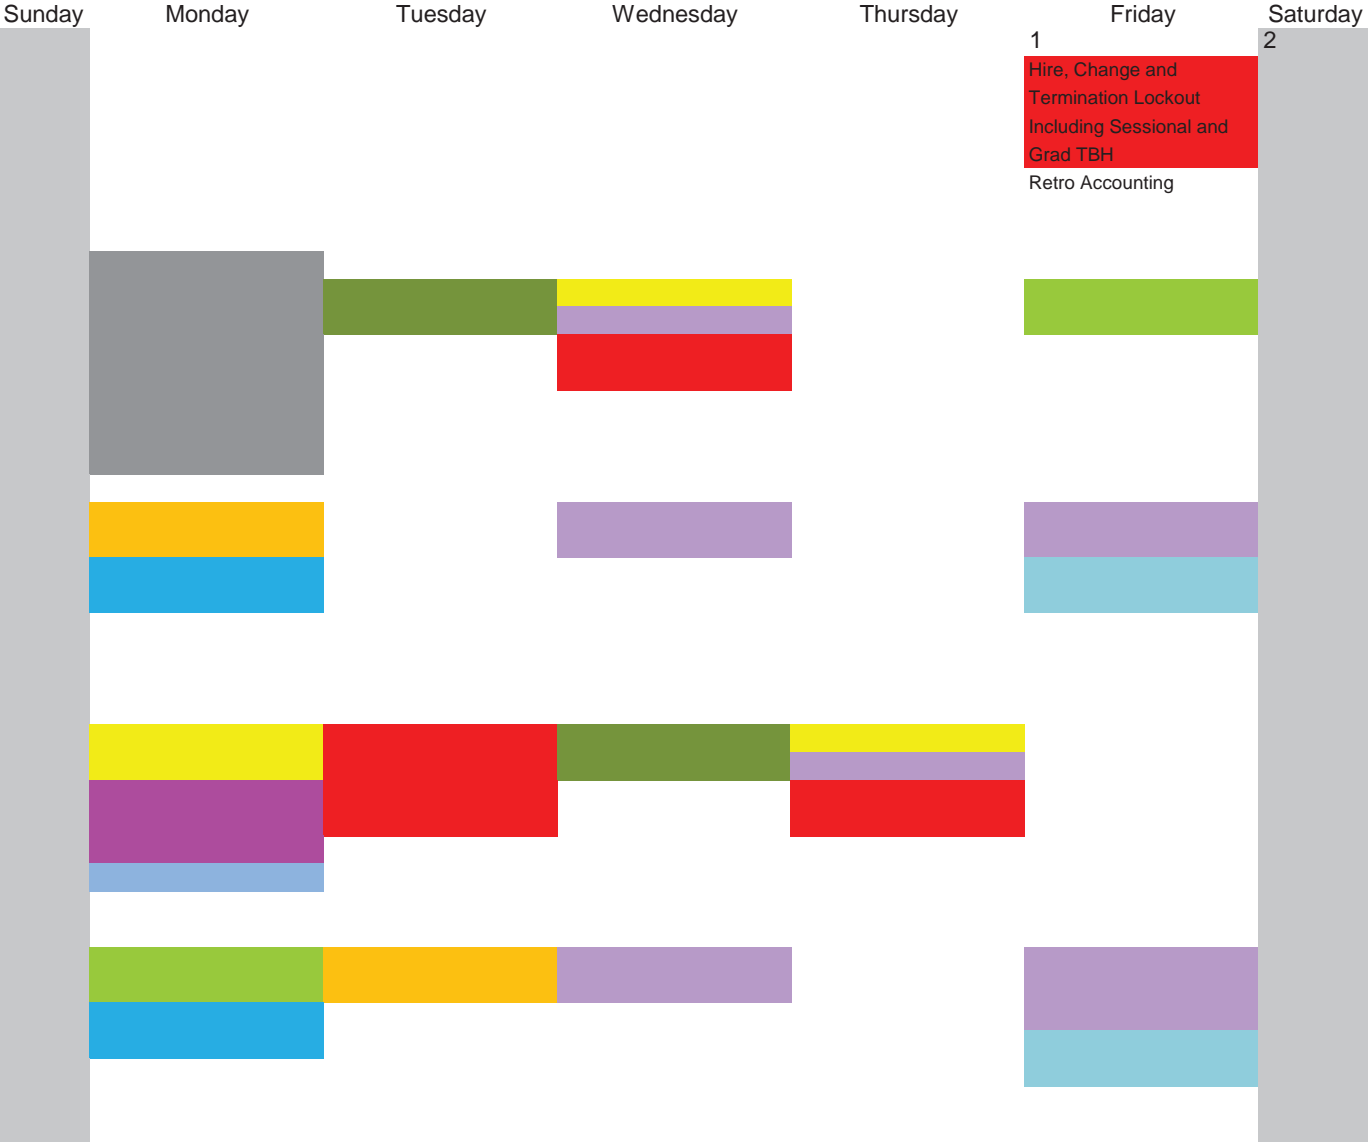 Sunday Monday Tuesday Wednesday Thursday Friday Saturday
1 2
Hire, Change and
Termination Lockout
Including Sessional and
Grad TBH
Retro Accounting